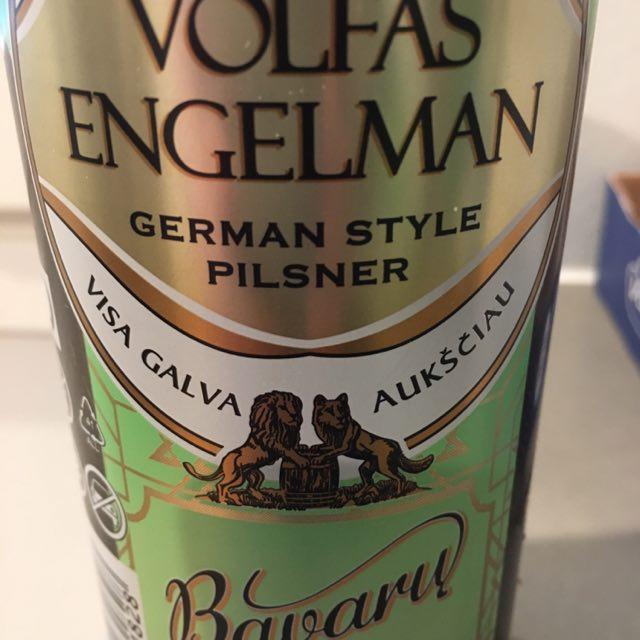 VOLFAS
ENGELMAN
GERMAN STYLE
PILSNER
VISA GALVA AUKŠČIAU
Bavarų